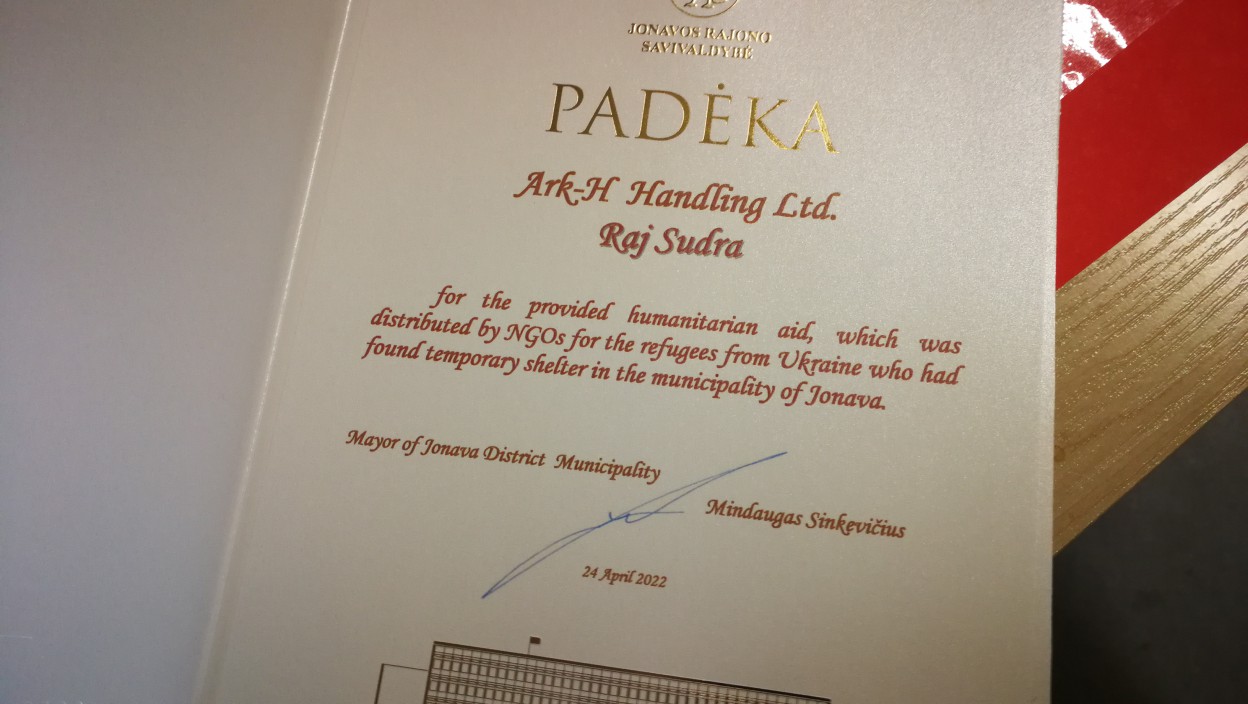 JONAVOS RAJONO
SAVIVALDYBĖ
PADĖKA
Ark-H Handling Ltd.
Raj Sudra
for the provided humanitarian aid, which was
distributed by NGOs for the refugees from Ukraine who had
found temporary shelter in the municipality of Jonava.
Mayor of Jonava District Municipality
Mindaugas Sinkevičius
24 April 2022